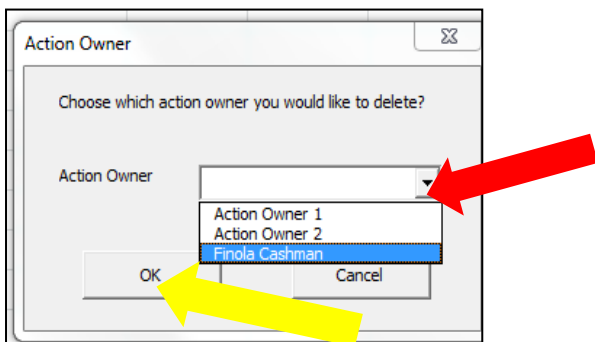 Action Owner
Choose which action owner you would like to delete?
Action Owner
Action Owner 1
Action Owner 2
Finola Cashman
OK
Cancel